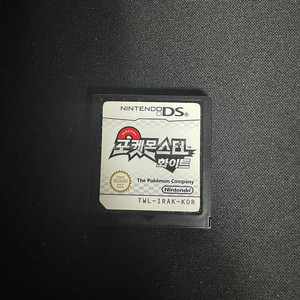 NINTENDO DS
포켓몬스터
화이트
The Pokémon Company
Nintendo
TWL-IRAK-KOR